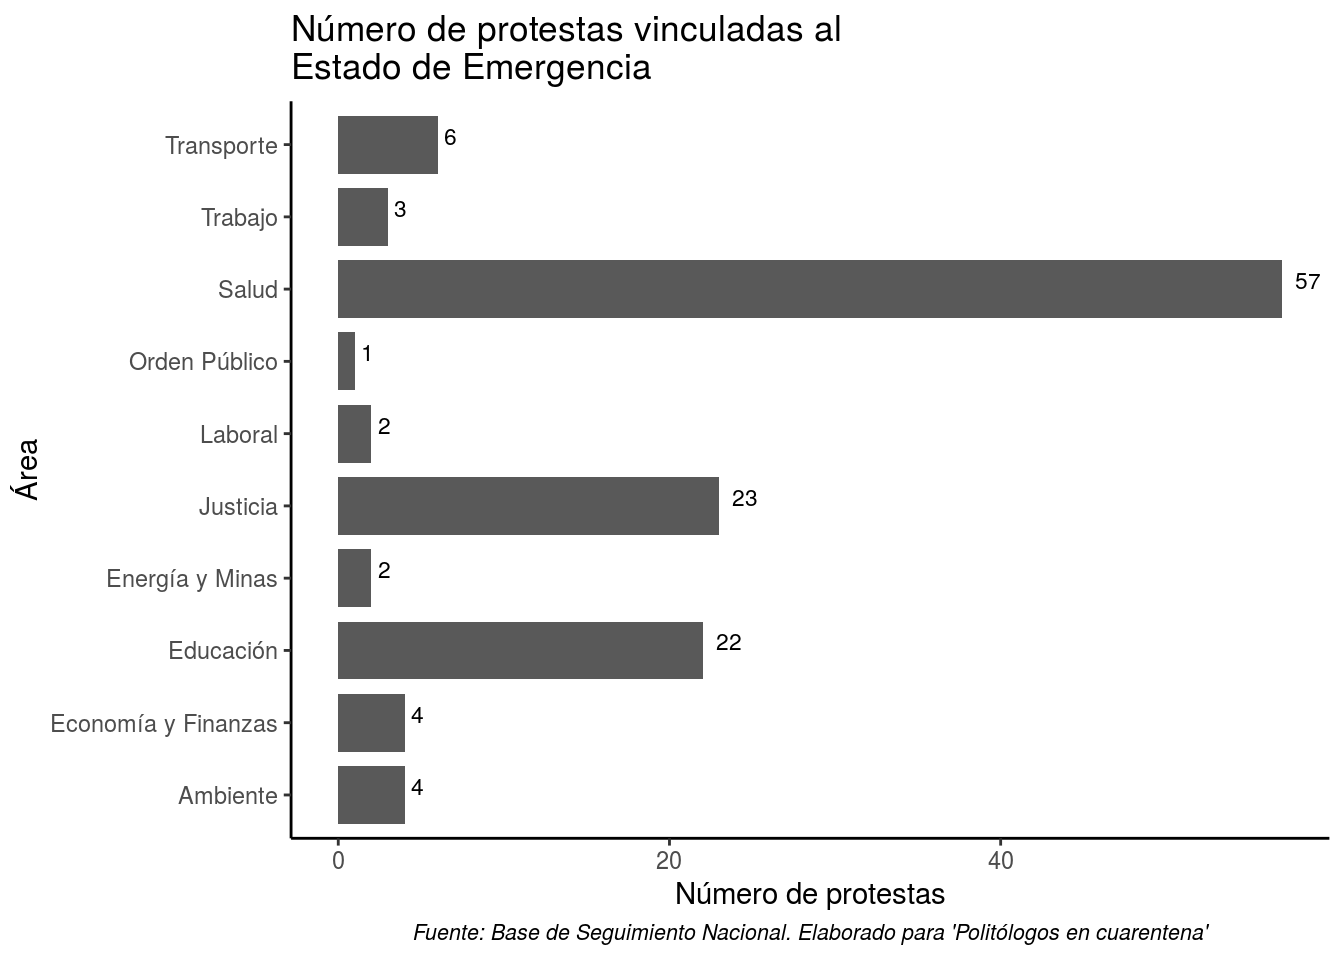 Número de protestas vinculadas al
Estado de Emergencia
Área
Transporte 6
Trabajo 3
Salud 57
Orden Público 1
Laboral 2
Justicia 23
Energía y Minas 2
Educación 22
Economía y Finanzas 4
Ambiente 4
0 20 40
Número de protestas
Fuente: Base de Seguimiento Nacional. Elaborado para 'Politólogos en cuarentena'